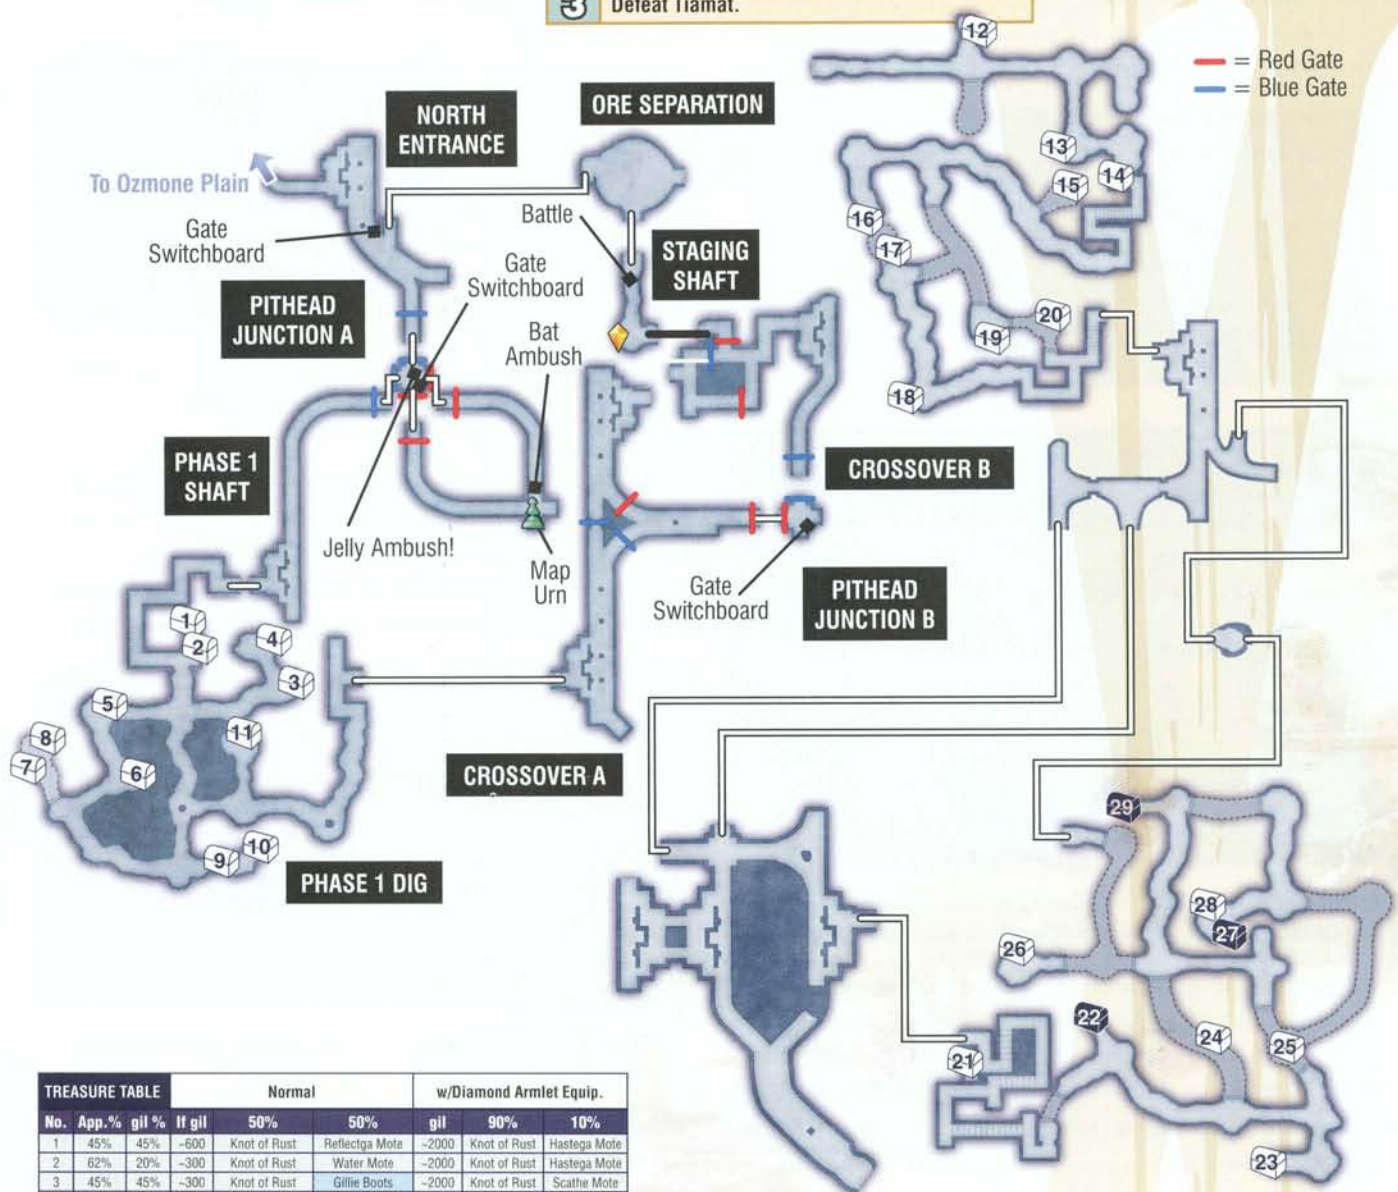 3 Defeat Tiamat.
= Red Gate
= Blue Gate
12
NORTH
ENTRANCE
ORE SEPARATION
To Ozmone Plain
Gate
Switchboard
Battle
STAGING
SHAFT
PITHEAD
JUNCTION A
Gate
Switchboard
Bat
Ambush
13
14
15
16
17
18
19
20
PHASE 1
SHAFT
CROSSOVER B
Jelly Ambush!
Map
Urn
Gate
Switchboard
PITHEAD
JUNCTION B
1
2
3
4
5
6
7
8
9
10
11
CROSSOVER A
PHASE 1 DIG
21
22
23
24
25
26
27
28
29
TREASURE TABLE Normal w/Diamond Armlet Equip.
No. App.% gil % If gil 50% 50% gil 90% 10%
1 45% 45% ~600 Knot of Rust Reflectga Mote ~2000 Knot of Rust Hastega Mote
2 62% 20% ~300 Knot of Rust Water Mote ~2000 Knot of Rust Hastega Mote
3 45% 45% ~300 Knot of Rust Gillie Boots ~2000 Knot of Rust Scathe Mote